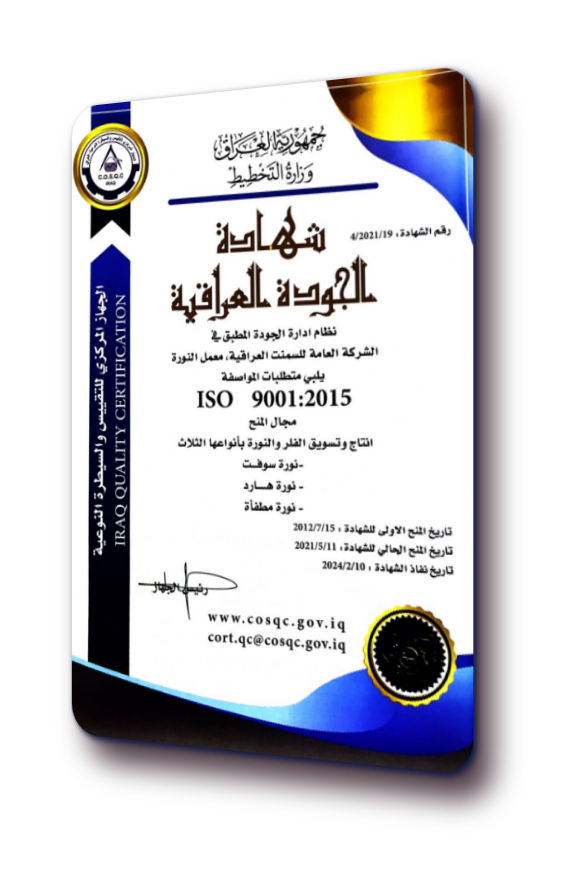 جمهورية العراق
وزارة التخطيط
رقم الشهادة : 4/2021/19
شهادة
الجودة العراقية
نظام ادارة الجودة المطبق في
الشركة العامة للسمنت العراقية، معمل النورة
يلبي متطلبات المواصفة
ISO 9001:2015
مجال المنح
انتاج وتسويق الفلر والنورة بأنواعها الثلاث
-نورة سوفت
- نورة هـــارد
- نورة مطفأة
تاريخ المنح الاولى للشهادة : 2012/7/15
تاريخ المنح الحالي للشهادة : 2021/5/11
تاريخ نفاذ الشهادة : 2024/2/10
رئيس الجهاز
www.cosqc.gov.iq
cort.qc@cosqc.gov.iq
C.O.S.Q.C
IRAQ
الجهاز المركزي للتقييس والسيطرة النوعية
IRAQ QUALITY CERTIFICATION